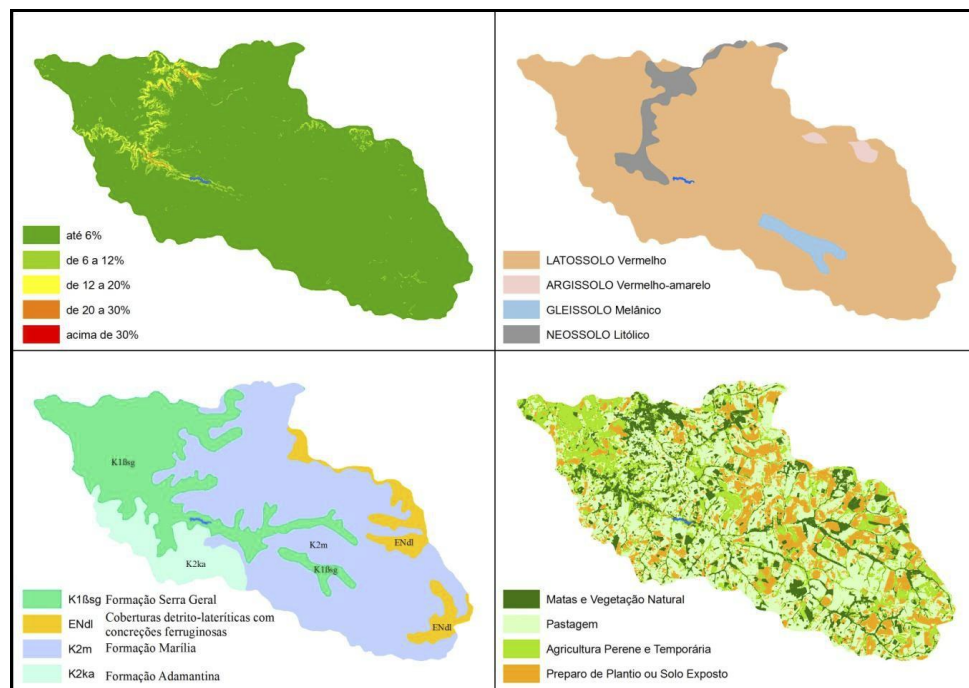 até 6%
de 6 a 12%
de 12 a 20%
de 20 a 30%
acima de 30%
LATOSSOLO Vermelho
ARGISSOLO Vermelho-amarelo
GLEISSOLO Melânico
NEOSSOLO Litólico
K1ßsg
K2ka
K2m
K1ßsg
ENdl
ENdl
K1ßsg Formação Serra Geral
ENdl Coberturas detrito-lateríticas com
concreções ferruginosas
K2m Formação Marília
K2ka Formação Adamantina
Matas e Vegetação Natural
Pastagem
Agricultura Perene e Temporária
Preparo de Plantio ou Solo Exposto